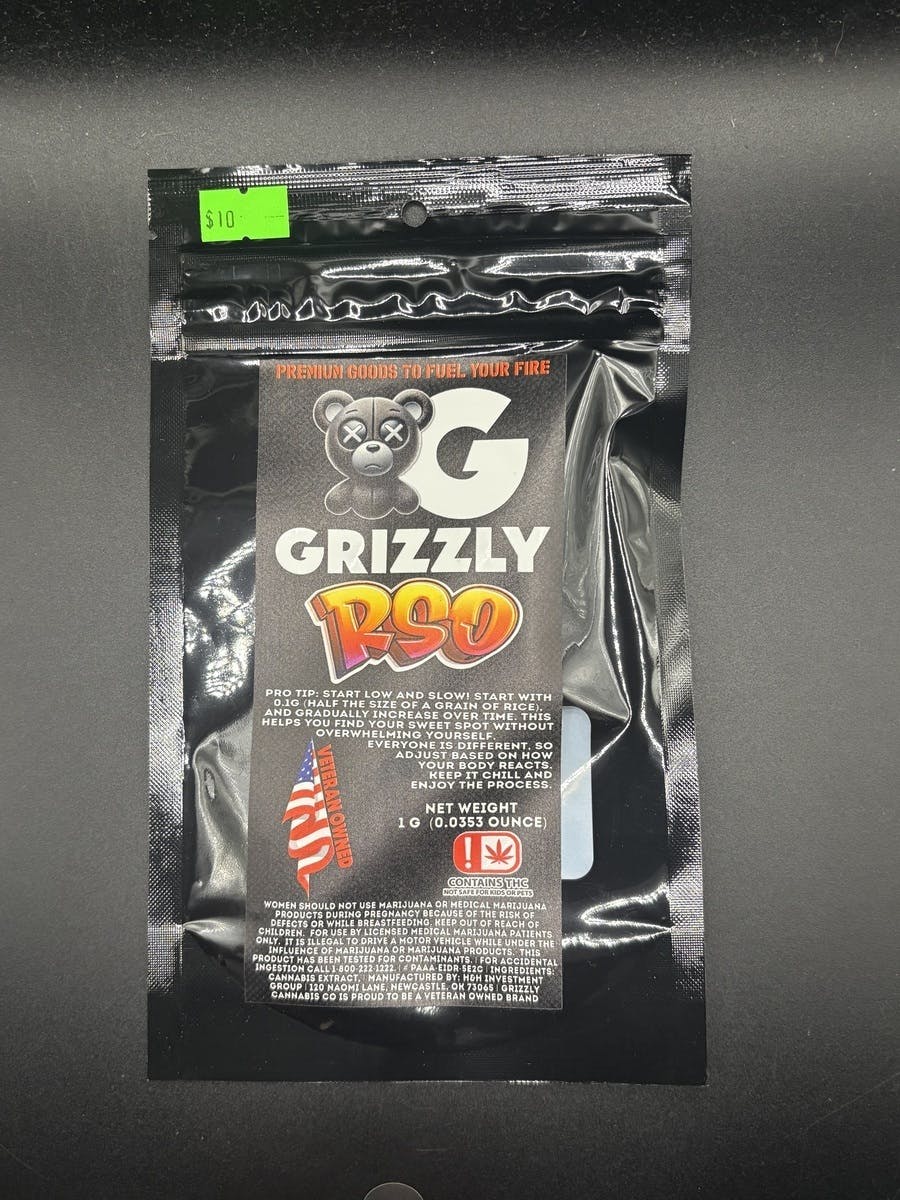 $10
PREMIUM GOODS TO FUEL YOUR FIRE
G
GRIZZLY
RSO
PRO TIP: START LOW AND SLOW! START WITH
0.1G (HALF THE SIZE OF A GRAIN OF RICE),
AND GRADUALLY INCREASE OVER TIME. THIS
HELPS YOU FIND YOUR SWEET SPOT WITHOUT
OVERWHELMING YOURSELF.
EVERYONE IS DIFFERENT, SO
ADJUST BASED ON HOW
YOUR BODY REACTS.
KEEP IT CHILL AND
ENJOY THE PROCESS.
VETERAN OWNED
NET WEIGHT
1 G (0.0353 OUNCE)
!
CONTAINS THC
NOT SAFE FOR KIDS OR PETS
WOMEN SHOULD NOT USE MARIJUANA OR MEDICAL MARIJUANA
PRODUCTS DURING PREGNANCY BECAUSE OF THE RISK OF
DEFECTS OR WHILE BREASTFEEDING. KEEP OUT OF REACH OF
CHILDREN. FOR USE BY LICENSED MEDICAL MARIJUANA PATIENTS
ONLY. IT IS ILLEGAL TO DRIVE A MOTOR VEHICLE WHILE UNDER THE
INFLUENCE OF MARIJUANA OR MARIJUANA PRODUCTS. THIS
PRODUCT HAS BEEN TESTED FOR CONTAMINANTS. | FOR ACCIDENTAL
INGESTION CALL 1-800-222-1222. | # PAAA-EIDR-5E2G | INGREDIENTS:
CANNABIS EXTRACT. | MANUFACTURED BY: H&H INVESTMENT
GROUP | 120 NAOMI LANE, NEWCASTLE, OK 73065 | GRIZZLY
CANNABIS CO IS PROUD TO BE A VETERAN OWNED BRAND